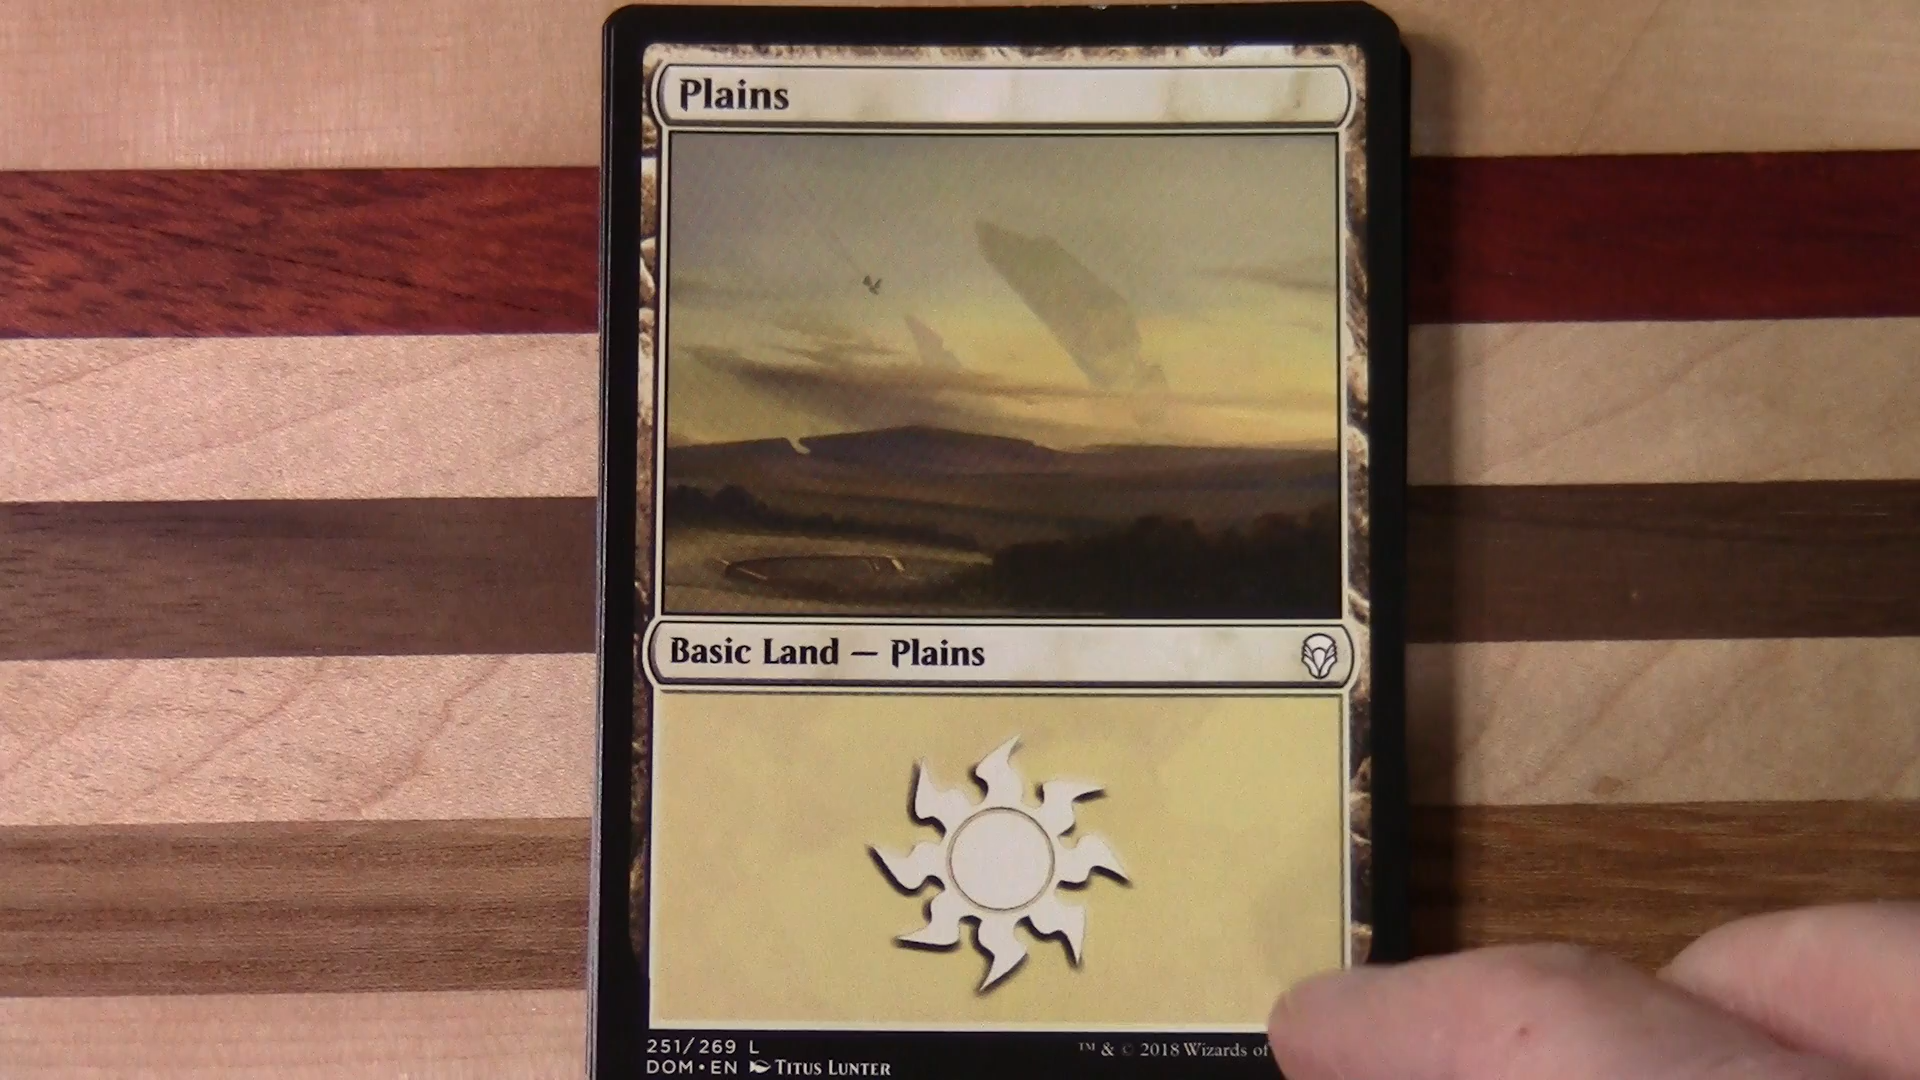 Plains
Basic Land — Plains
251/269 L
DOM • EN Titus Lunter
™ & © 2018 Wizards of